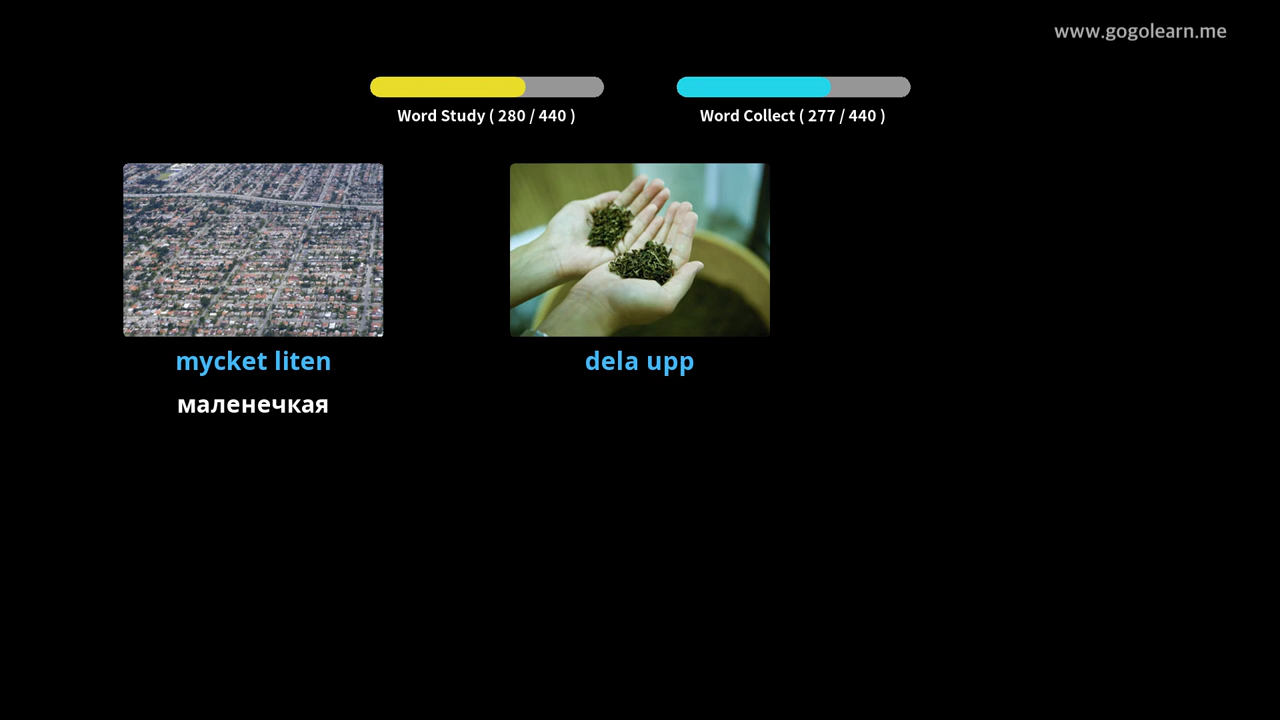 www.gogolearn.me
Word Study ( 280 / 440 )
Word Collect ( 277 / 440 )
mycket liten
dela upp
маленечкая